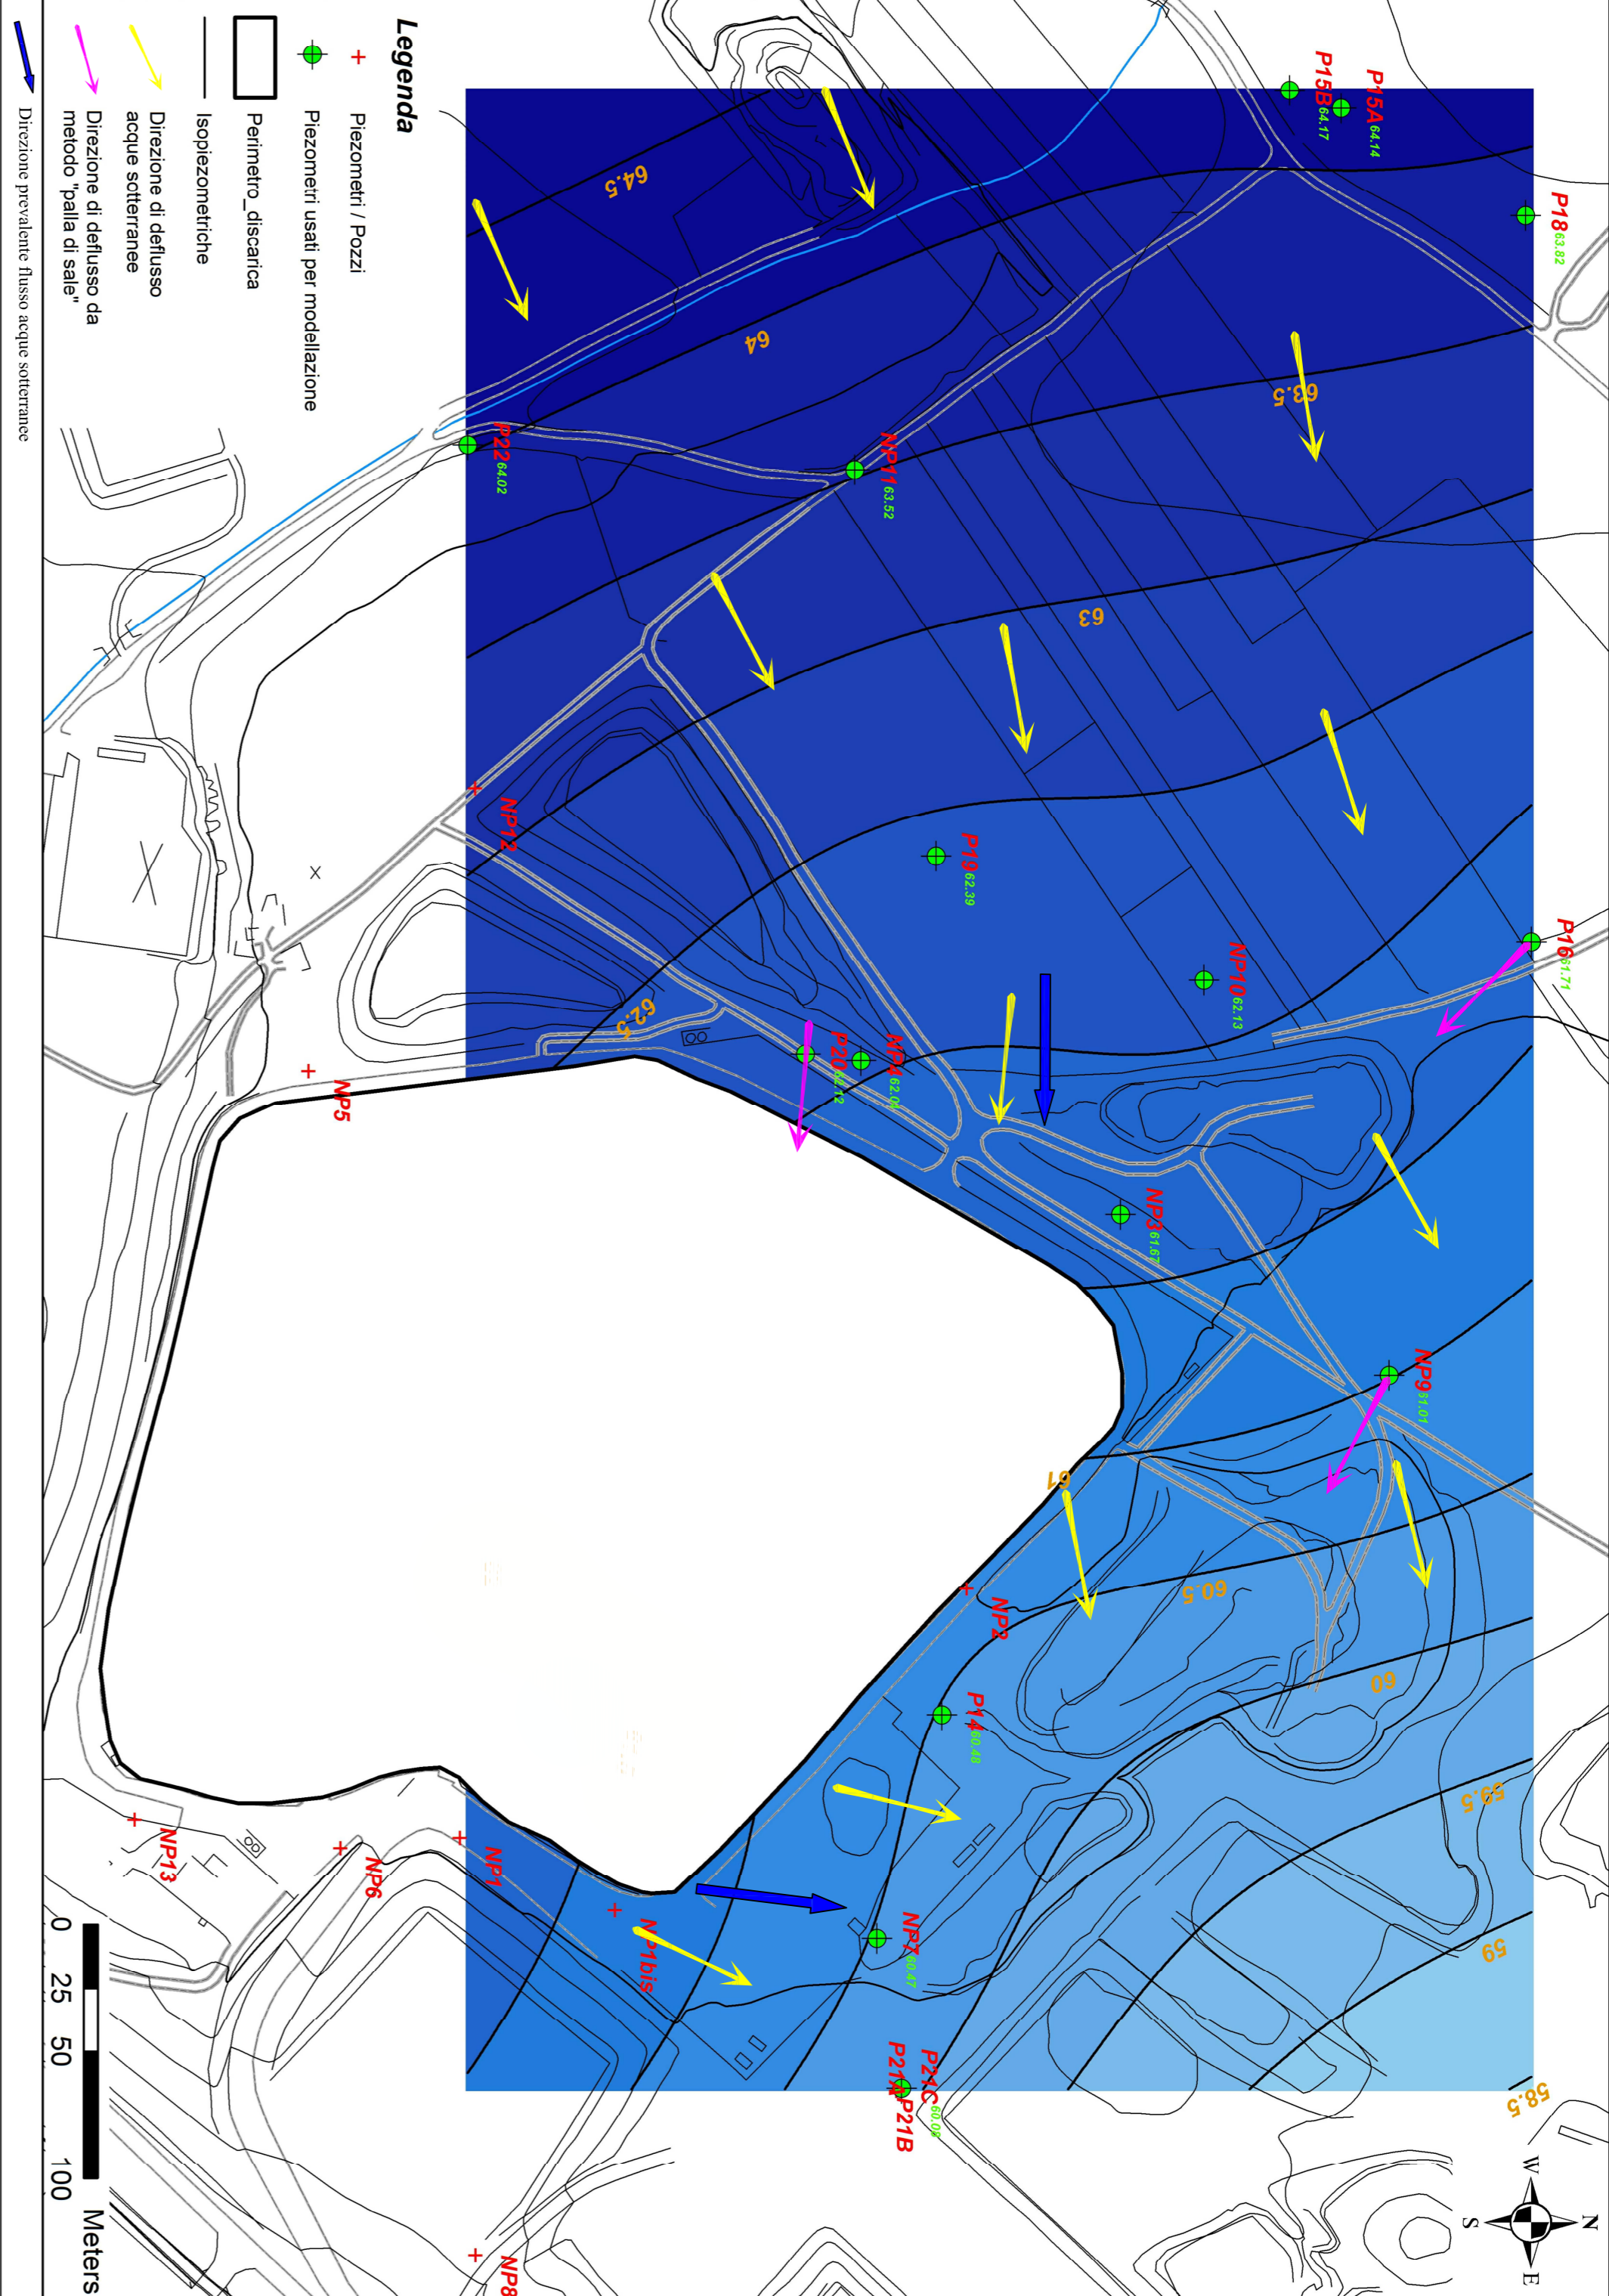 Legenda
Piezometri / Pozzi
Piezometri usati per modellazione
Perimetro_discarica
Isopiezometriche
Direzione di deflusso
acque sotterranee
Direzione di deflusso da
metodo "palla di sale"
Direzione prevalente flusso acque sotterranee
P15A 64.14
P15B 64.17
P18 63.82
P22 64.02
NP11 63.52
NP12
P19 62.39
NP10 62.13
P16 61.71
P20 62.12
NP4 62.04
NP5
NP3 61.67
NP9 61.01
NP2
P14 60.48
NP7 60.47
NP1
NP1bis
NP6
NP13
P21C 60.08
P21A P21B
NP8
64.5
64
63.5
63
62.5
61
60.5
60
59.5
59
58.5
0 25 50 100
Meters
N
W
E
S